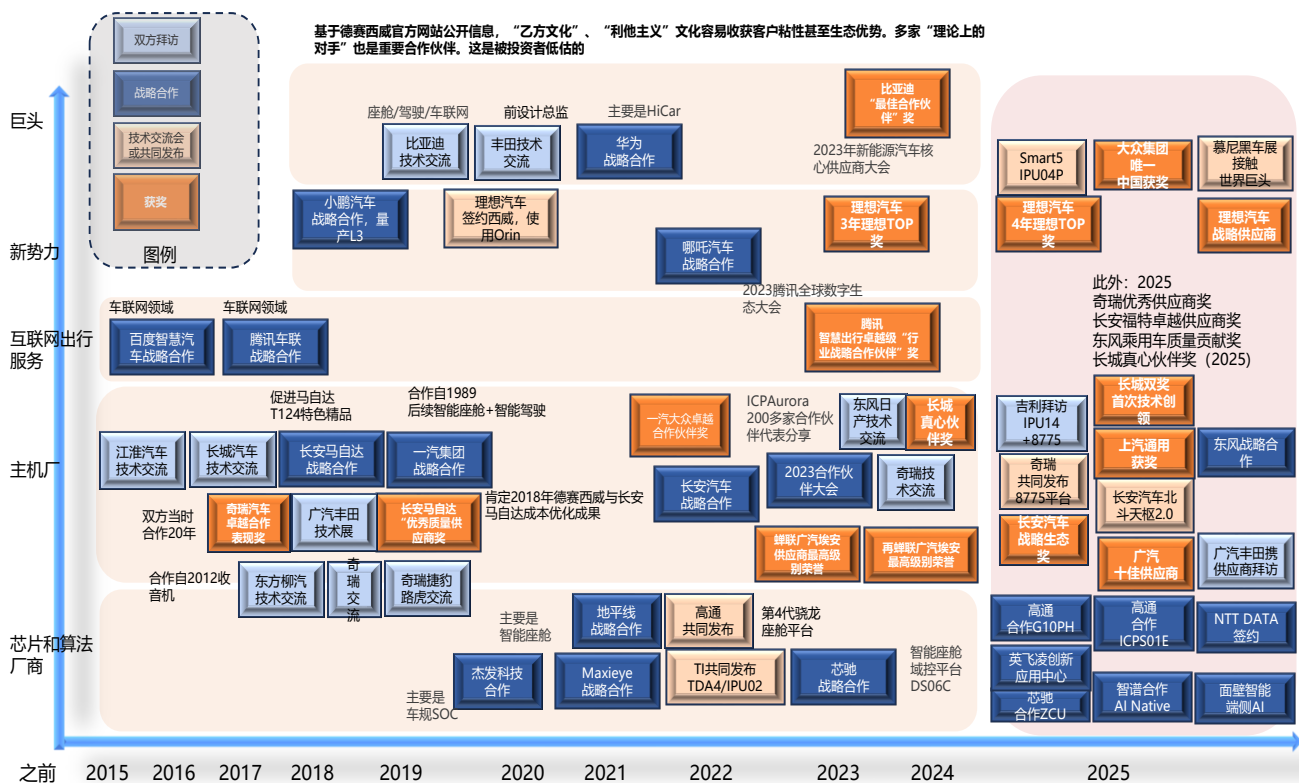 基于德赛西威官方网站公开信息，“乙方文化”、“利他主义”文化容易收获客户粘性甚至生态优势。多家“理论上的
对手”也是重要合作伙伴。这是被投资者低估的
双方拜访
战略合作
技术交流会
或共同发布
获奖
图例
巨头
座舱/驾驶/车联网
比亚迪
技术交流
前设计总监
丰田技术
交流
主要是HiCar
华为
战略合作
比亚迪
“最佳合作伙
伴”奖
2023年新能源汽车核
心供应商大会
Smart5
IPU04P
大众集团
唯一
中国获奖
慕尼黑车展
接触
世界巨头
新势力
小鹏汽车
战略合作，量
产L3
理想汽车
签约西威，使
用Orin
哪吒汽车
战略合作
理想汽车
3年理想TOP
奖
理想汽车
4年理想TOP
奖
理想汽车
战略供应商
互联网出行
服务
车联网领域
百度智慧汽
车战略合作
车联网领域
腾讯车联
战略合作
2023腾讯全球数字生
态大会
腾讯
智慧出行卓越级“行
业战略合作伙伴”奖
此外：2025
奇瑞优秀供应商奖
长安福特卓越供应商奖
东风乘用车质量贡献奖
长城真心伙伴奖（2025）
主机厂
江淮汽车
技术交流
长城汽车
技术交流
促进马自达
T124特色精品
长安马自达
战略合作
合作自1989
后续智能座舱+智能驾驶
一汽集团
战略合作
一汽大众卓越
合作伙伴奖
ICPAurora
200多家合作伙
伴代表分享
东风日
产技术
交流
长城
真心伙
伴奖
长安汽车
战略合作
2023合作伙
伴大会
奇瑞技
术交流
双方当时
合作20年
奇瑞汽车
卓越合作
表现奖
广汽丰田
技术展
长安马自达
“优秀质量供
应商奖
肯定2018年德赛西威与长安
马自达成本优化成果
蝉联广汽埃安
供应商最高级
别荣誉
再蝉联广汽埃安
最高级别荣誉
合作自2012收
音机
东方柳汽
技术交流
奇瑞
交流
奇瑞捷豹
路虎交流
吉利拜访
IPU14
+8775
长城双奖
首次技术创
领
上汽通用
获奖
东风战略合
作
奇瑞
共同发布
8775平台
长安汽车北
斗天枢2.0
长安汽车
战略生态
奖
广汽
十佳供应商
广汽丰田携
供应商拜访
芯片和算法
厂商
主要是
智能座舱
地平线
战略合作
高通
共同发布
第4代骁龙
座舱平台
主要是
车规SOC
杰发科技
合作
Maxieye
战略合作
TI共同发布
TDA4/IPU02
芯驰
战略合作
智能座舱
域控平台
DS06C
高通
合作G10PH
高通
合作
ICPS01E
NTT DATA
签约
英飞凌创新
应用中心
芯驰
合作ZCU
智谱合作
AI Native
面壁智能
端侧AI
之前
2015
2016
2017
2018
2019
2020
2021
2022
2023
2024
2025